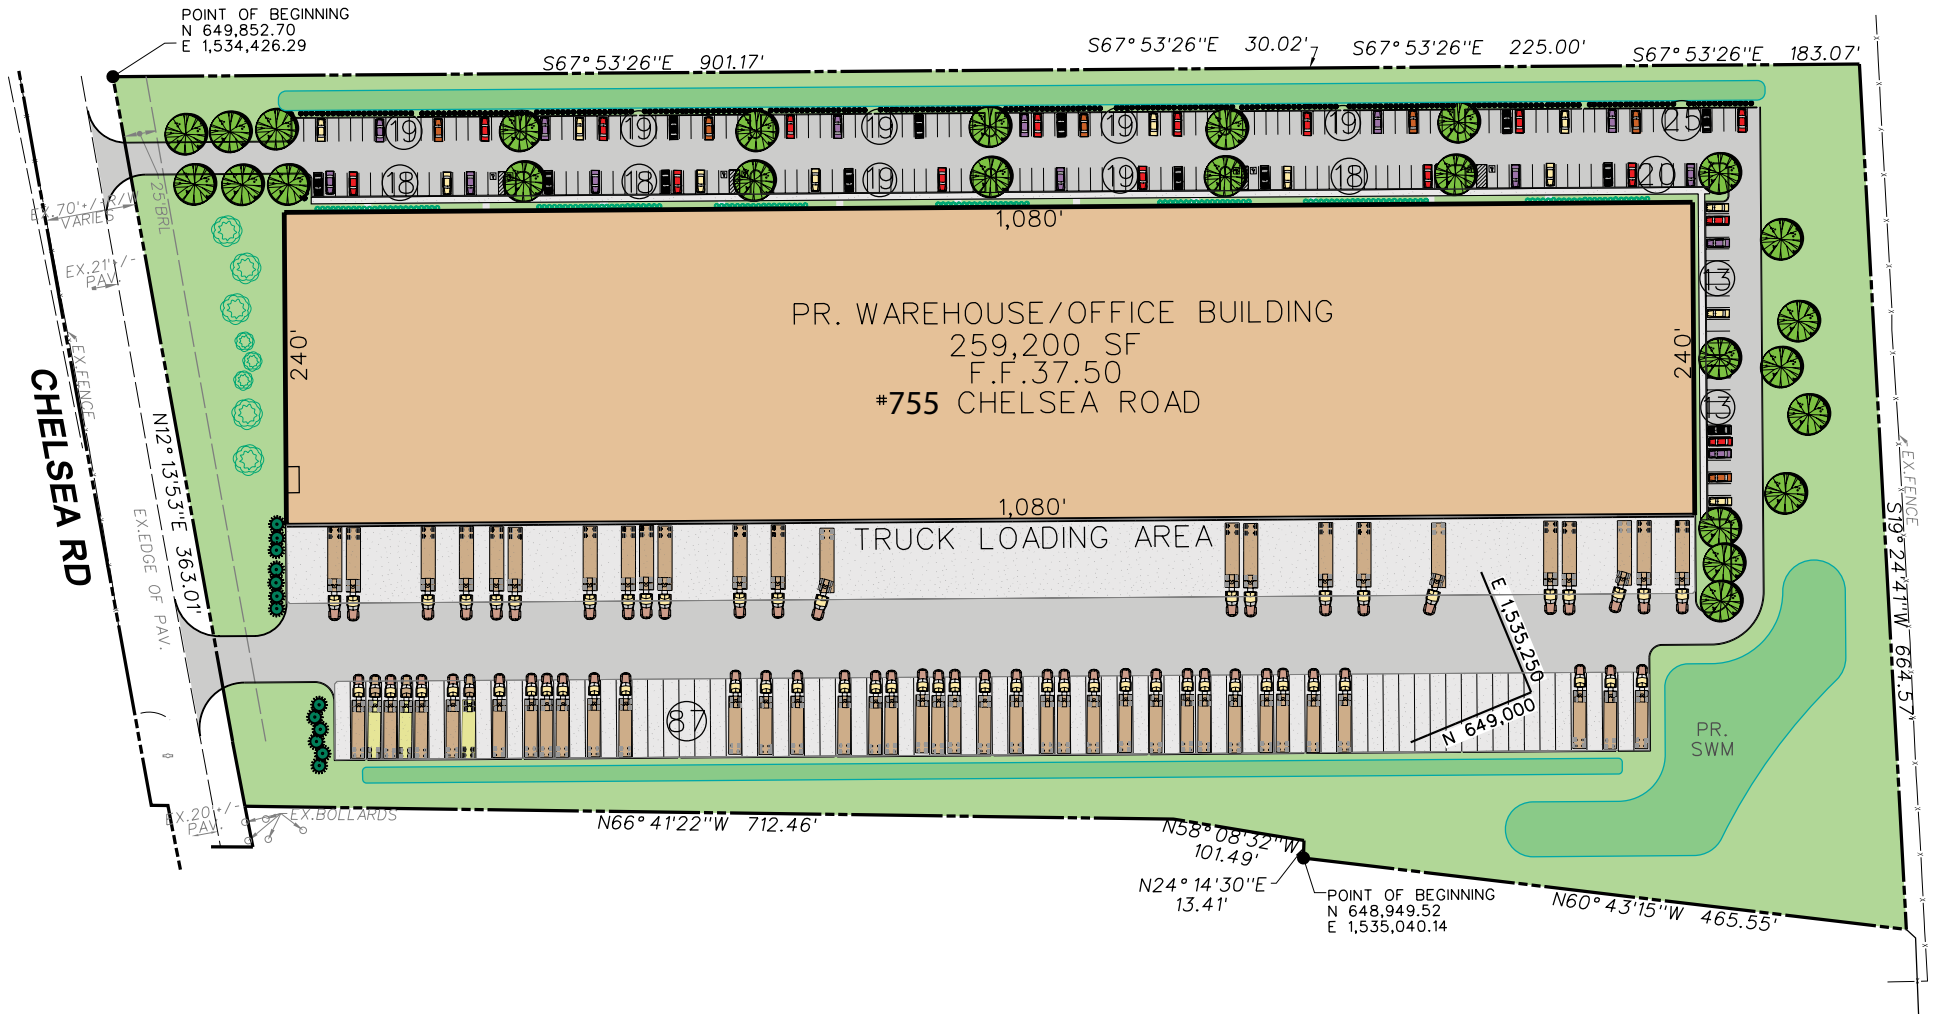 POINT OF BEGINNING
N 649,852.70
E 1,534,426.29
S67°53'26"E 901.17'
S67°53'26"E 30.02'
S67°53'26"E 225.00'
S67°53'26"E 183.07'
19
19
19
19
19
25
18
18
19
19
18
20
EX.70'+/-R/W
VARIES
25'BRL
EX.21'+/-
PAV.
1,080'
PR. WAREHOUSE/OFFICE BUILDING
259,200 SF
F.F.37.50
#755 CHELSEA ROAD
240'
240'
13
13
EX.FENCE
CHELSEA RD
N12°13'53"E 363.01'
EX.EDGE OF PAV.
EX.FENCE
S19°24'41"W 664.57'
1,080'
TRUCK LOADING AREA
E 1,535,250
N 649,000
87
PR.
SWM
EX.20'+/-
PAV.
EX.BOLLARDS
N66°41'22"W 712.46'
N58°08'32"W
101.49'
N24°14'30"E
13.41'
POINT OF BEGINNING
N 648,949.52
E 1,535,040.14
N60°43'15"W 465.55'